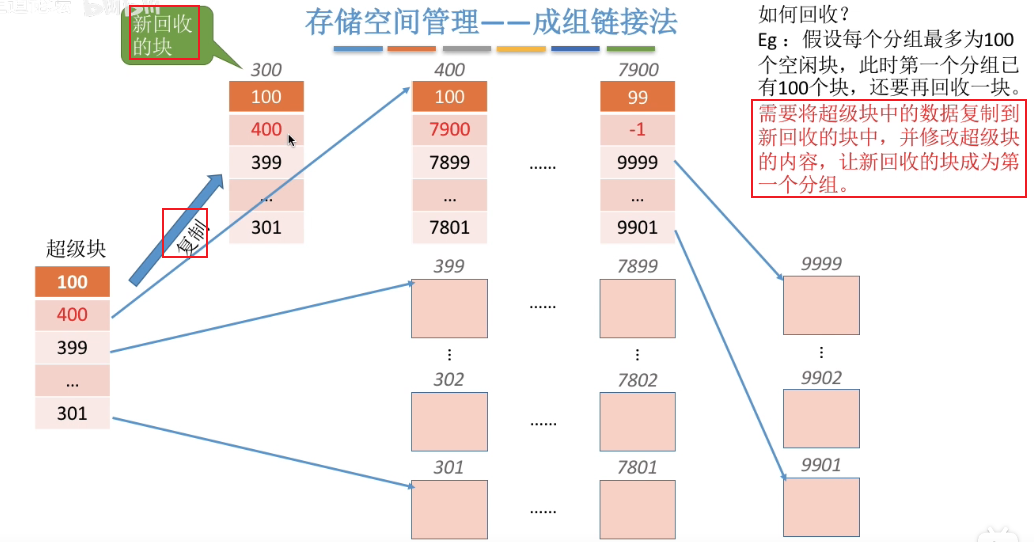 新回收
的块
存储空间管理——成组链接法
如何回收？
Eg： 假设每个分组最多为100
个空闲块，此时第一个分组已
有100个块，还要再回收一块。
需要将超级块中的数据复制到
新回收的块中，并修改超级块
的内容，让新回收的块成为第
一个分组。
300 400 7900
100 100 99
400 7900 -1
399 7899 …… 9999
... ... ...
301 7801 9901
复制
超级块
100
400
399
...
301
399 7899 9999
……
⋮ ⋮ ⋮
302 7802 9902
……
301 7801 9901
……